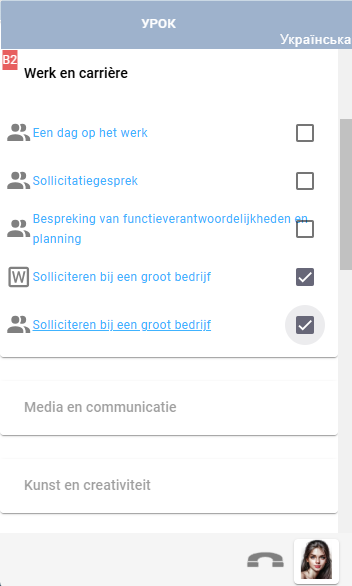 УРОК
Українська
B2
Werk en carrière
Een dag op het werk
Sollicitatiegesprek
Bespreking van functieverantwoordelijkheden en
planning
W
Solliciteren bij een groot bedrijf
Solliciteren bij een groot bedrijf
Media en communicatie
Kunst en creativiteit